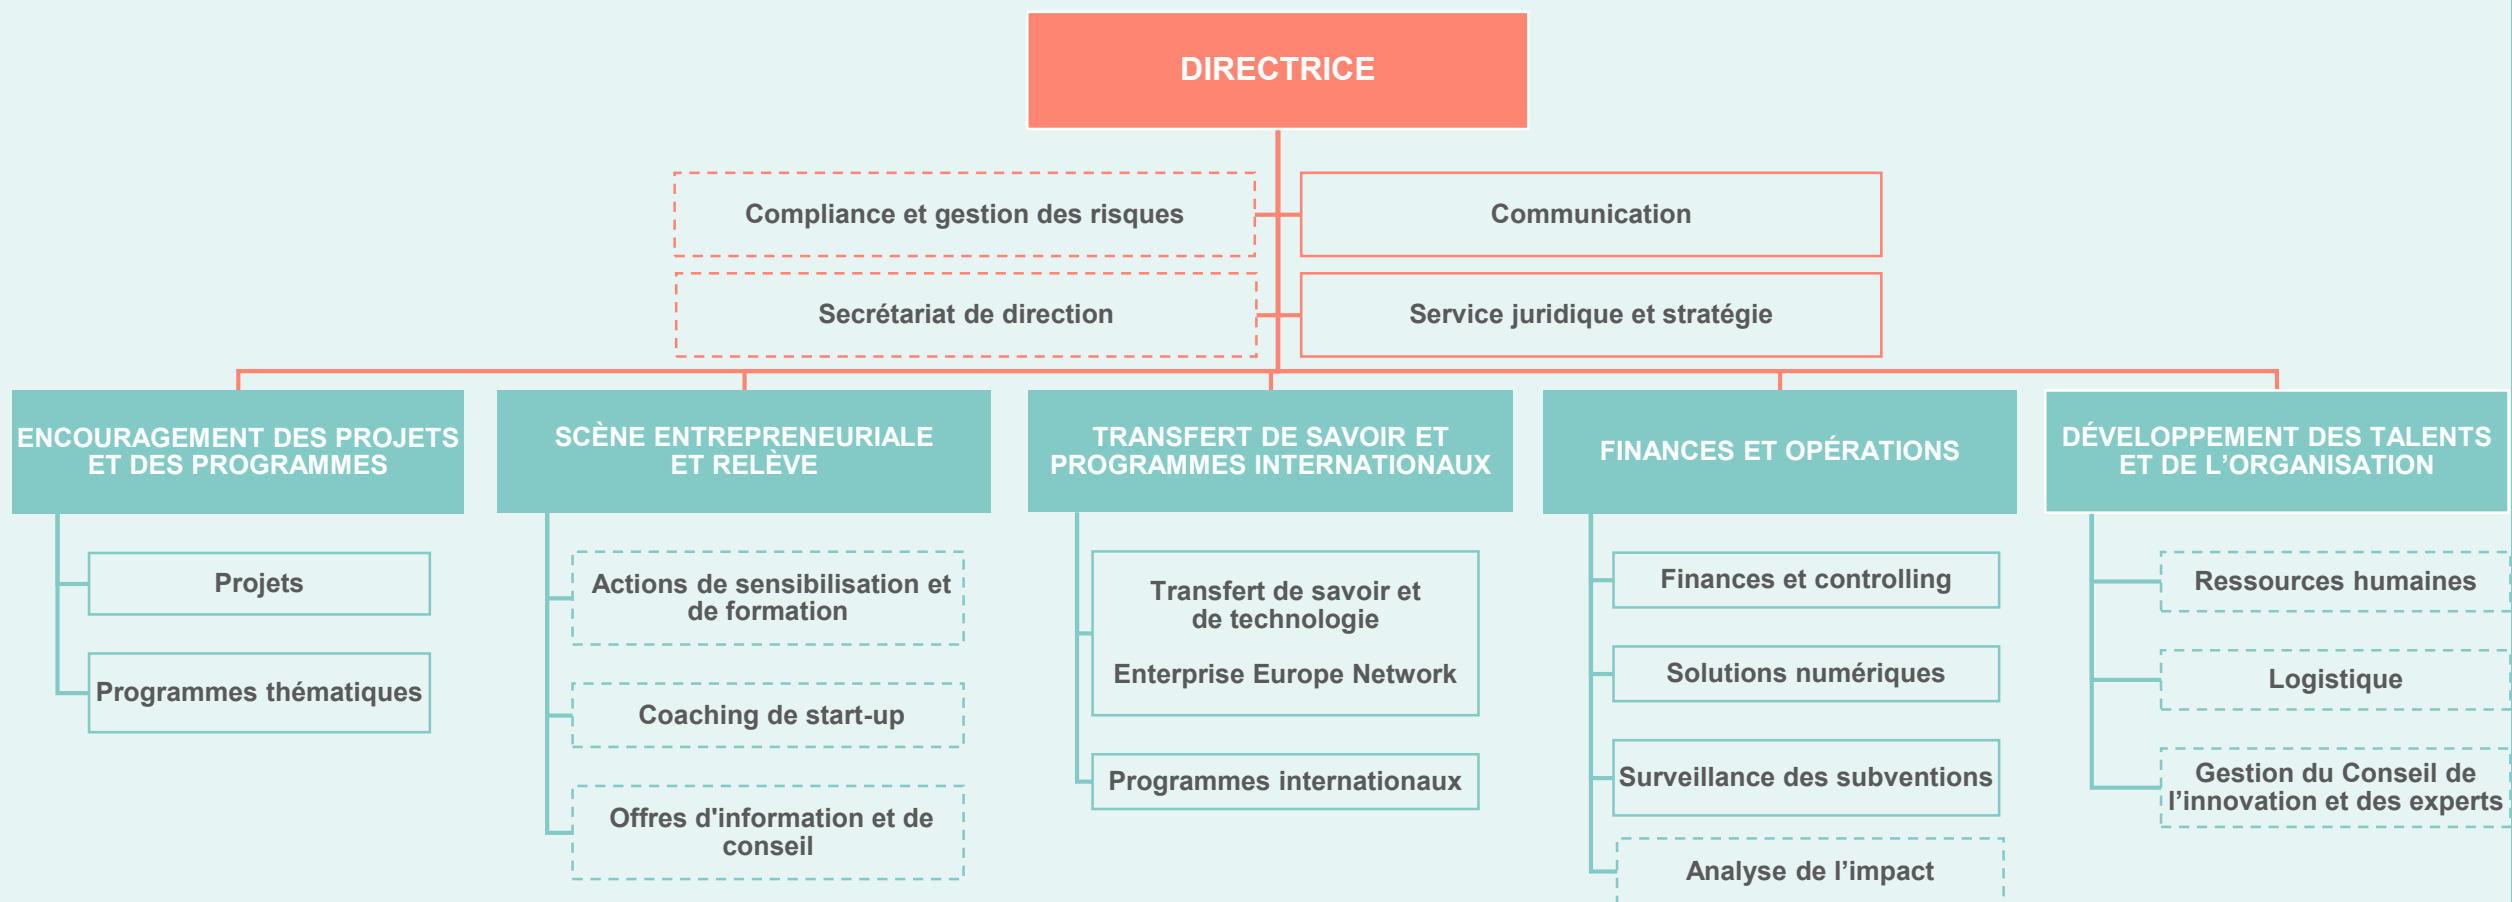 DIRECTRICE
Compliance et gestion des risques
Communication
Secrétariat de direction
Service juridique et stratégie
ENCOURAGEMENT DES PROJETS
ET DES PROGRAMMES
Projets
Programmes thématiques
SCÈNE ENTREPRENEURIALE
ET RELÈVE
Actions de sensibilisation et
de formation
Coaching de start-up
Offres d'information et de
conseil
TRANSFERT DE SAVOIR ET
PROGRAMMES INTERNATIONAUX
Transfert de savoir et
de technologie
Enterprise Europe Network
Programmes internationaux
FINANCES ET OPÉRATIONS
Finances et controlling
Solutions numériques
Surveillance des subventions
Analyse de l’impact
DÉVELOPPEMENT DES TALENTS
ET DE L’ORGANISATION
Ressources humaines
Logistique
Gestion du Conseil de
l’innovation et des experts